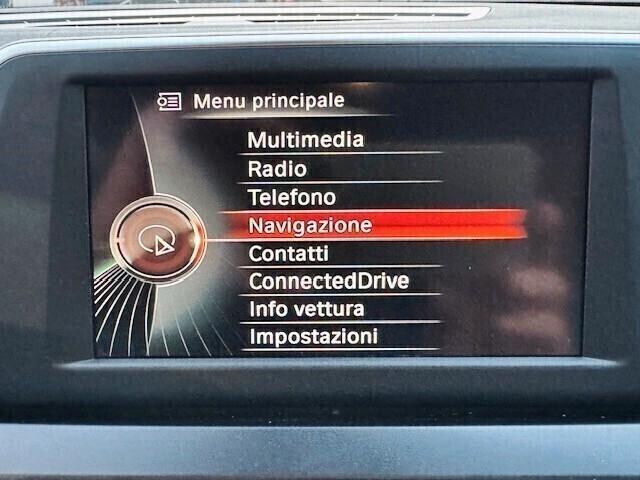 Menu principale
Multimedia
Radio
Telefono
Navigazione
Contatti
ConnectedDrive
Info vettura
Impostazioni